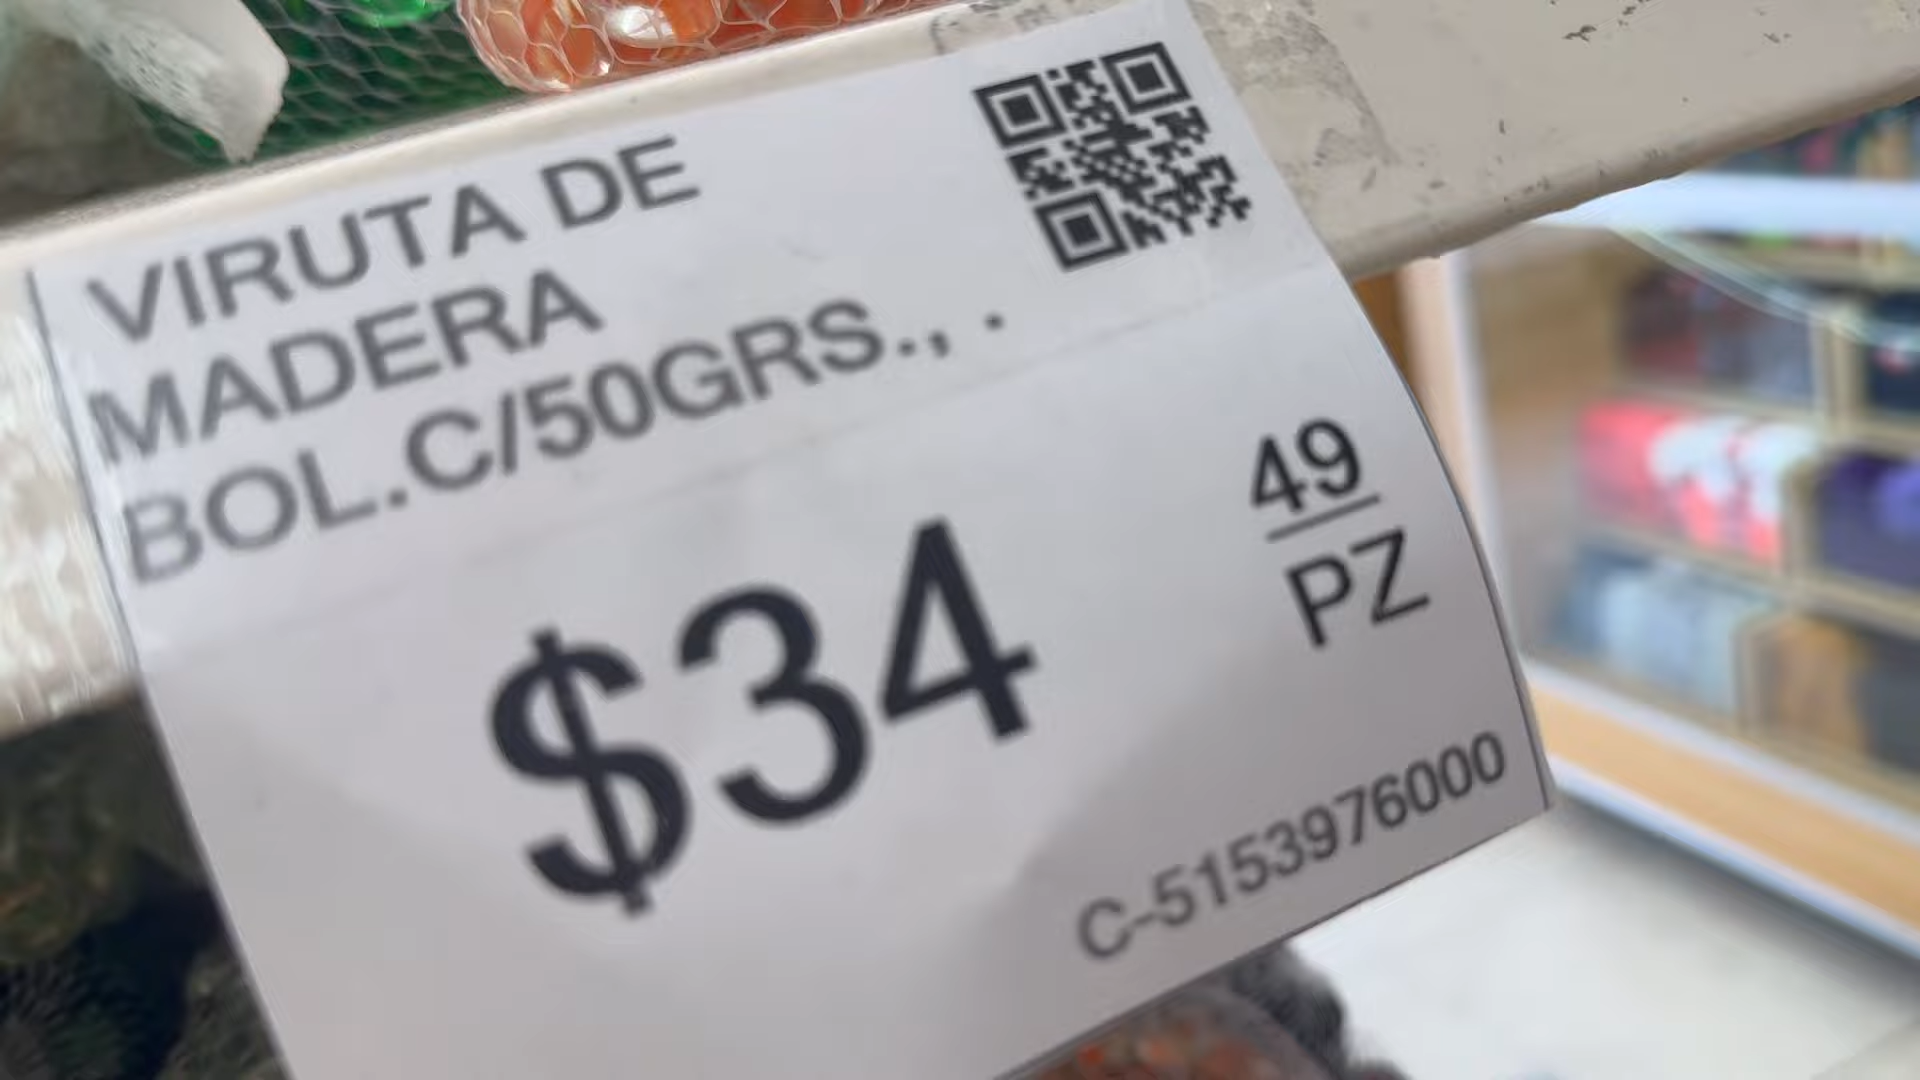 VIRUTA DE
MADERA
BOL.C/50GRS., .
$34
49
PZ
C-5153976000